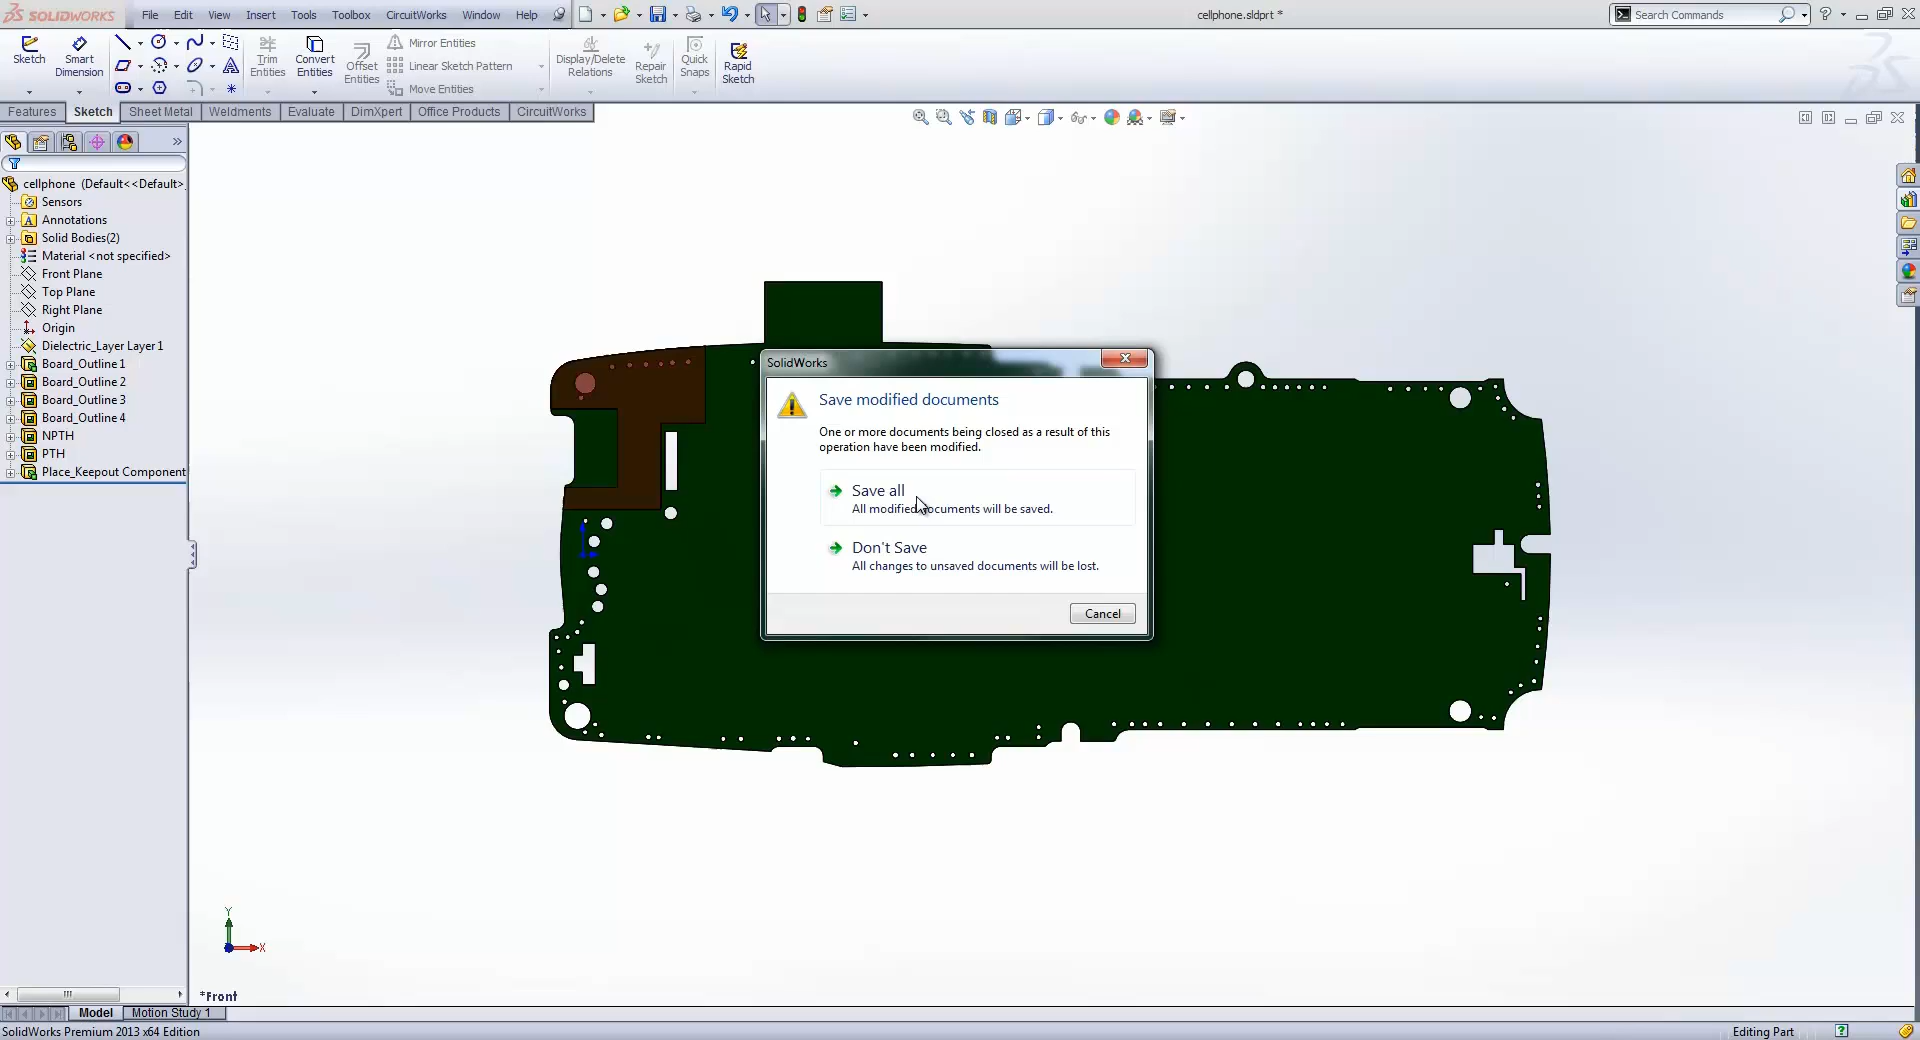 SOLIDWORKS
File Edit View Insert Tools Toolbox CircuitWorks Window Help
cellphone.sldprt *
Search Commands
Sketch
Smart Dimension
Trim Entities
Convert Entities
Offset Entities
Mirror Entities
Linear Sketch Pattern
Move Entities
Display/Delete Relations
Repair Sketch
Quick Snaps
Rapid Sketch
Features Sketch Sheet Metal Weldments Evaluate DimXpert Office Products CircuitWorks
cellphone (Default<<Default>
Sensors
Annotations
Solid Bodies(2)
Material <not specified>
Front Plane
Top Plane
Right Plane
Origin
Dielectric_Layer Layer1
Board_Outline 1
Board_Outline 2
Board_Outline 3
Board_Outline 4
NPTH
PTH
Place_Keepout Component
SolidWorks
Save modified documents
One or more documents being closed as a result of this
operation have been modified.
Save all
All modified documents will be saved.
Don't Save
All changes to unsaved documents will be lost.
Cancel
Y
X
*Front
Model Motion Study 1
SolidWorks Premium 2013 x64 Edition
Editing Part